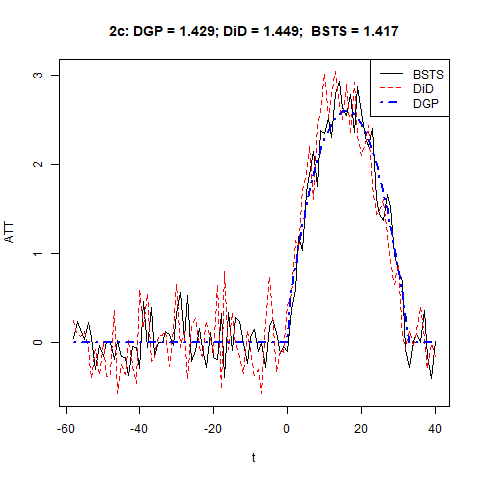 2c: DGP = 1.429; DiD = 1.449;  BSTS = 1.417
BSTS
DiD
DGP
3
2
1
0
ATT
-60
-40
-20
0
20
40
t